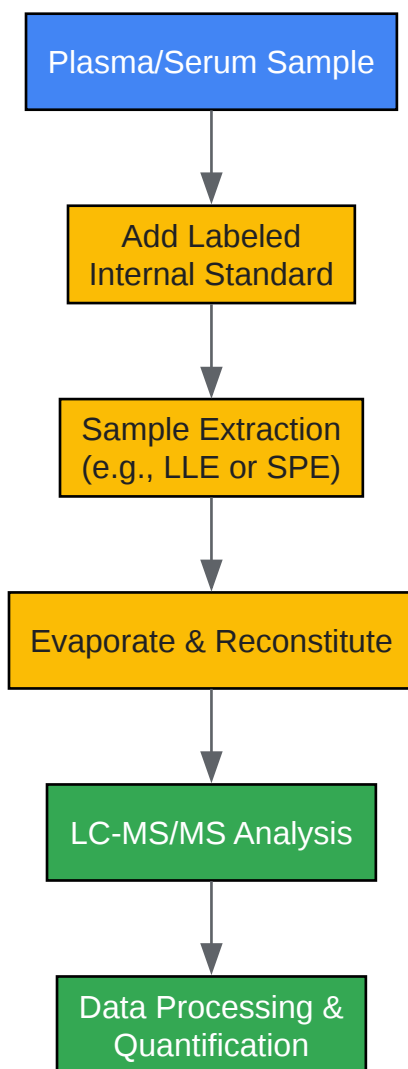 Plasma/Serum Sample
Add Labeled
Internal Standard
Sample Extraction
(e.g., LLE or SPE)
Evaporate & Reconstitute
LC-MS/MS Analysis
Data Processing &
Quantification